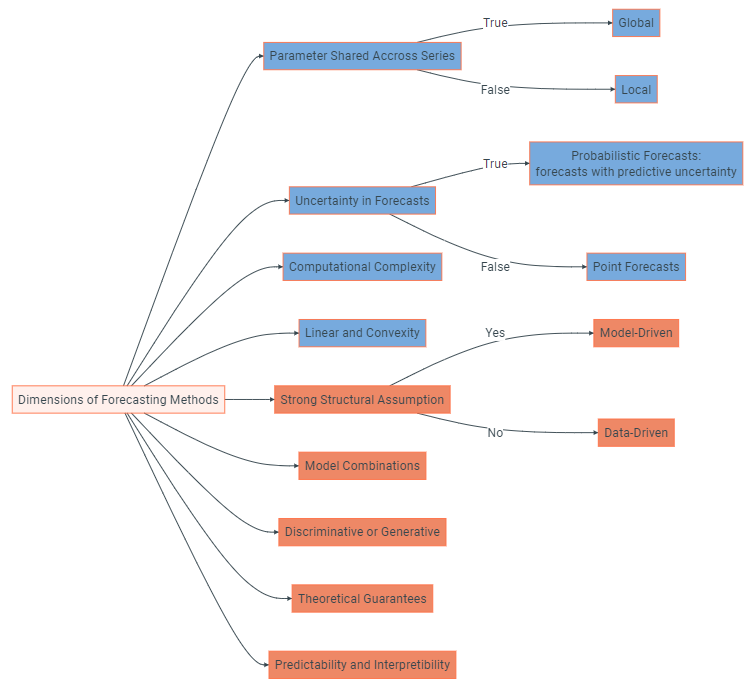 Dimensions of Forecasting Methods
Parameter Shared Accross Series
True
Global
False
Local
Uncertainty in Forecasts
True
Probabilistic Forecasts:
forecasts with predictive uncertainty
False
Point Forecasts
Computational Complexity
Linear and Convexity
Strong Structural Assumption
Yes
Model-Driven
No
Data-Driven
Model Combinations
Discriminative or Generative
Theoretical Guarantees
Predictability and Interpretibility